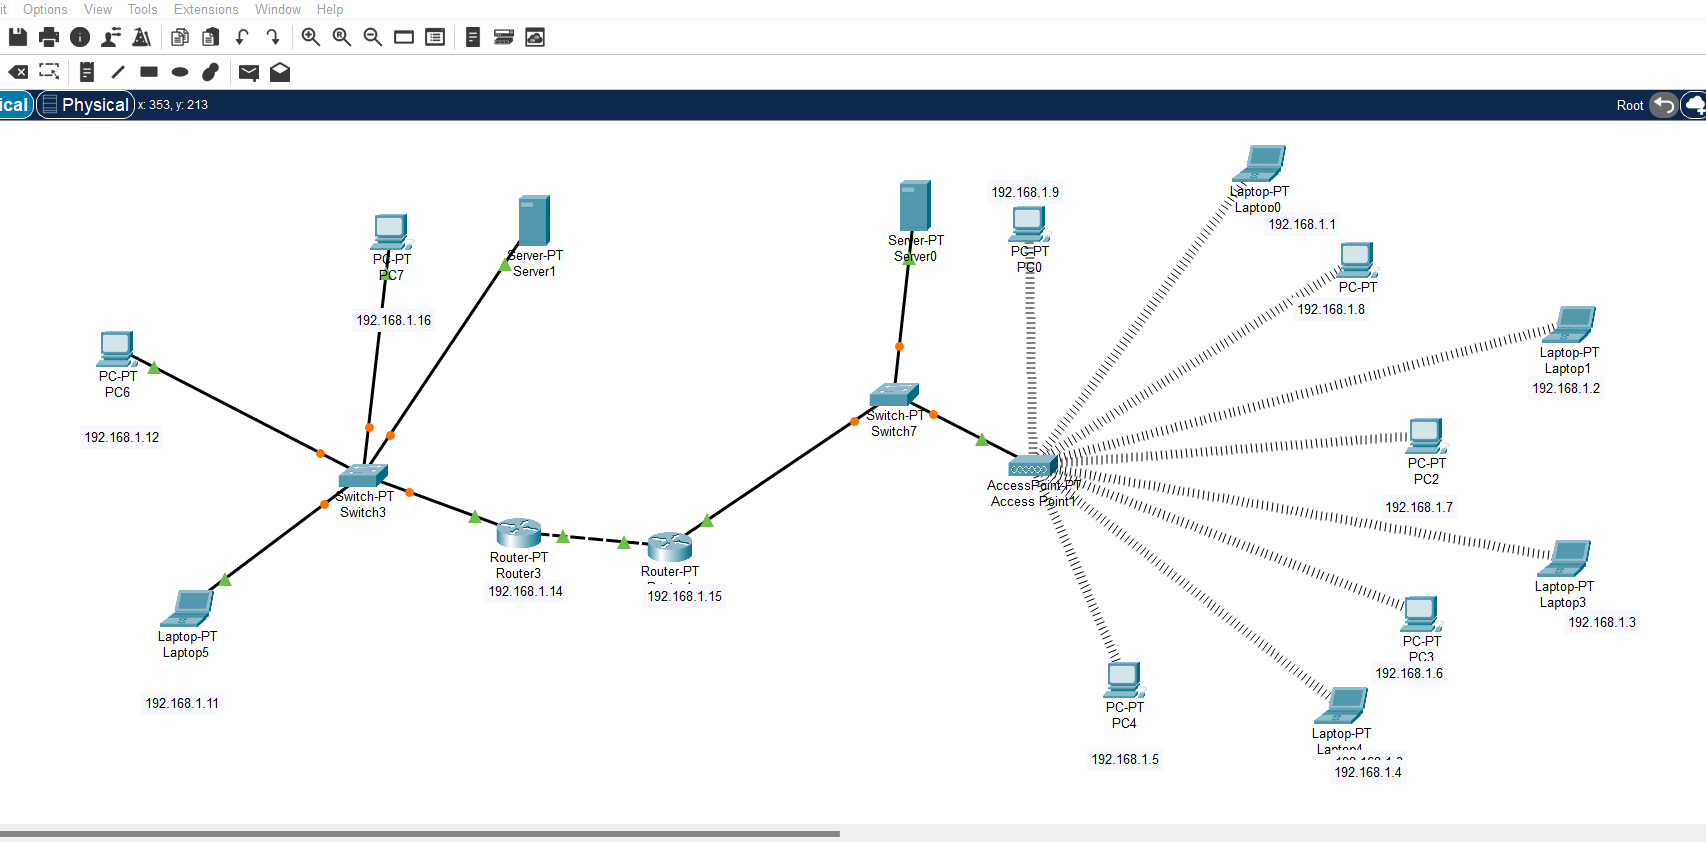 Options View Tools Extensions Window Help
Physical x: 353, y: 213
Root
192.168.1.9
Laptop-PT
Laptop0
192.168.1.1
PC-PT
PC7
Server-PT
Server1
Server-PT
Server0
PC-PT
PC0
PC-PT
192.168.1.8
192.168.1.16
PC-PT
PC6
192.168.1.12
Laptop-PT
Laptop1
192.168.1.2
Switch-PT
Switch7
PC-PT
PC2
192.168.1.7
Switch-PT
Switch3
AccessPoint-PT
Access Point1
Router-PT
Router3
192.168.1.14
Router-PT
192.168.1.15
Laptop-PT
Laptop3
192.168.1.3
Laptop-PT
Laptop5
192.168.1.11
PC-PT
PC3
192.168.1.6
PC-PT
PC4
192.168.1.5
Laptop-PT
Laptop4
192.168.1.4